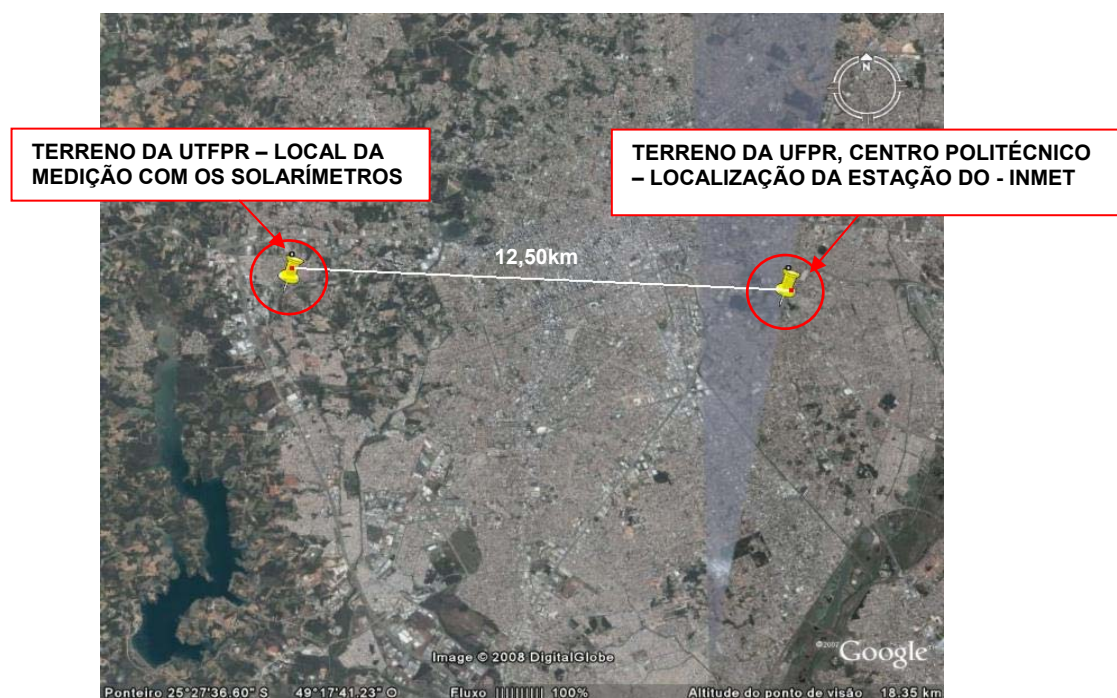 TERRENO DA UTFPR – LOCAL DA
MEDIÇÃO COM OS SOLARÍMETROS
TERRENO DA UFPR, CENTRO POLITÉCNICO
– LOCALIZAÇÃO DA ESTAÇÃO DO - INMET
N
12,50km
Image © 2008 DigitalGlobe
©2007 Google
Ponteiro 25°27'36.60" S 49°17'41.23" O Fluxo |||||||||| 100% Altitude do ponto de visão 18.35 km